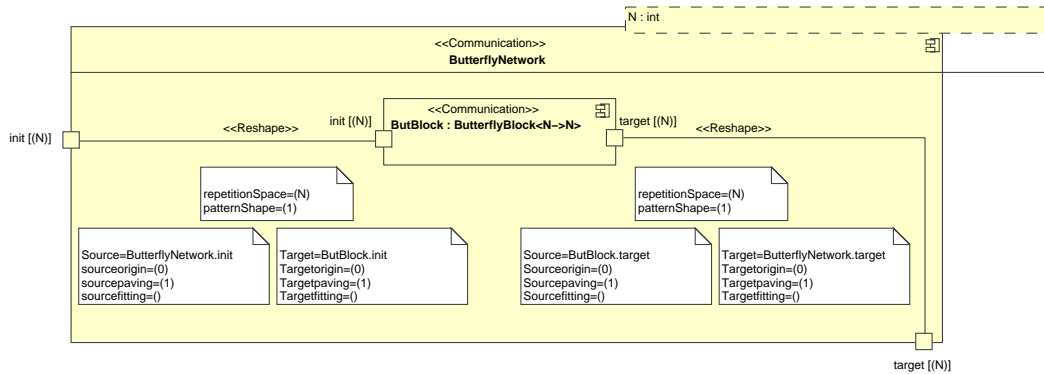 N : int
<<Communication>>
ButterflyNetwork
<<Communication>>
ButBlock : ButterflyBlock<N−>N>
init [(N)]
<<Reshape>>
init [(N)]
target [(N)]
<<Reshape>>
repetitionSpace=(N)
patternShape=(1)
repetitionSpace=(N)
patternShape=(1)
Source=ButterflyNetwork.init
sourceorigin=(0)
sourcepaving=(1)
sourcefitting=()
Target=ButBlock.init
Targetorigin=(0)
Targetpaving=(1)
Targetfitting=()
Source=ButBlock.target
Sourceorigin=(0)
Sourcepaving=(1)
Sourcefitting=()
Target=ButterflyNetwork.target
Targetorigin=(0)
Targetpaving=(1)
Targetfitting=()
target [(N)]